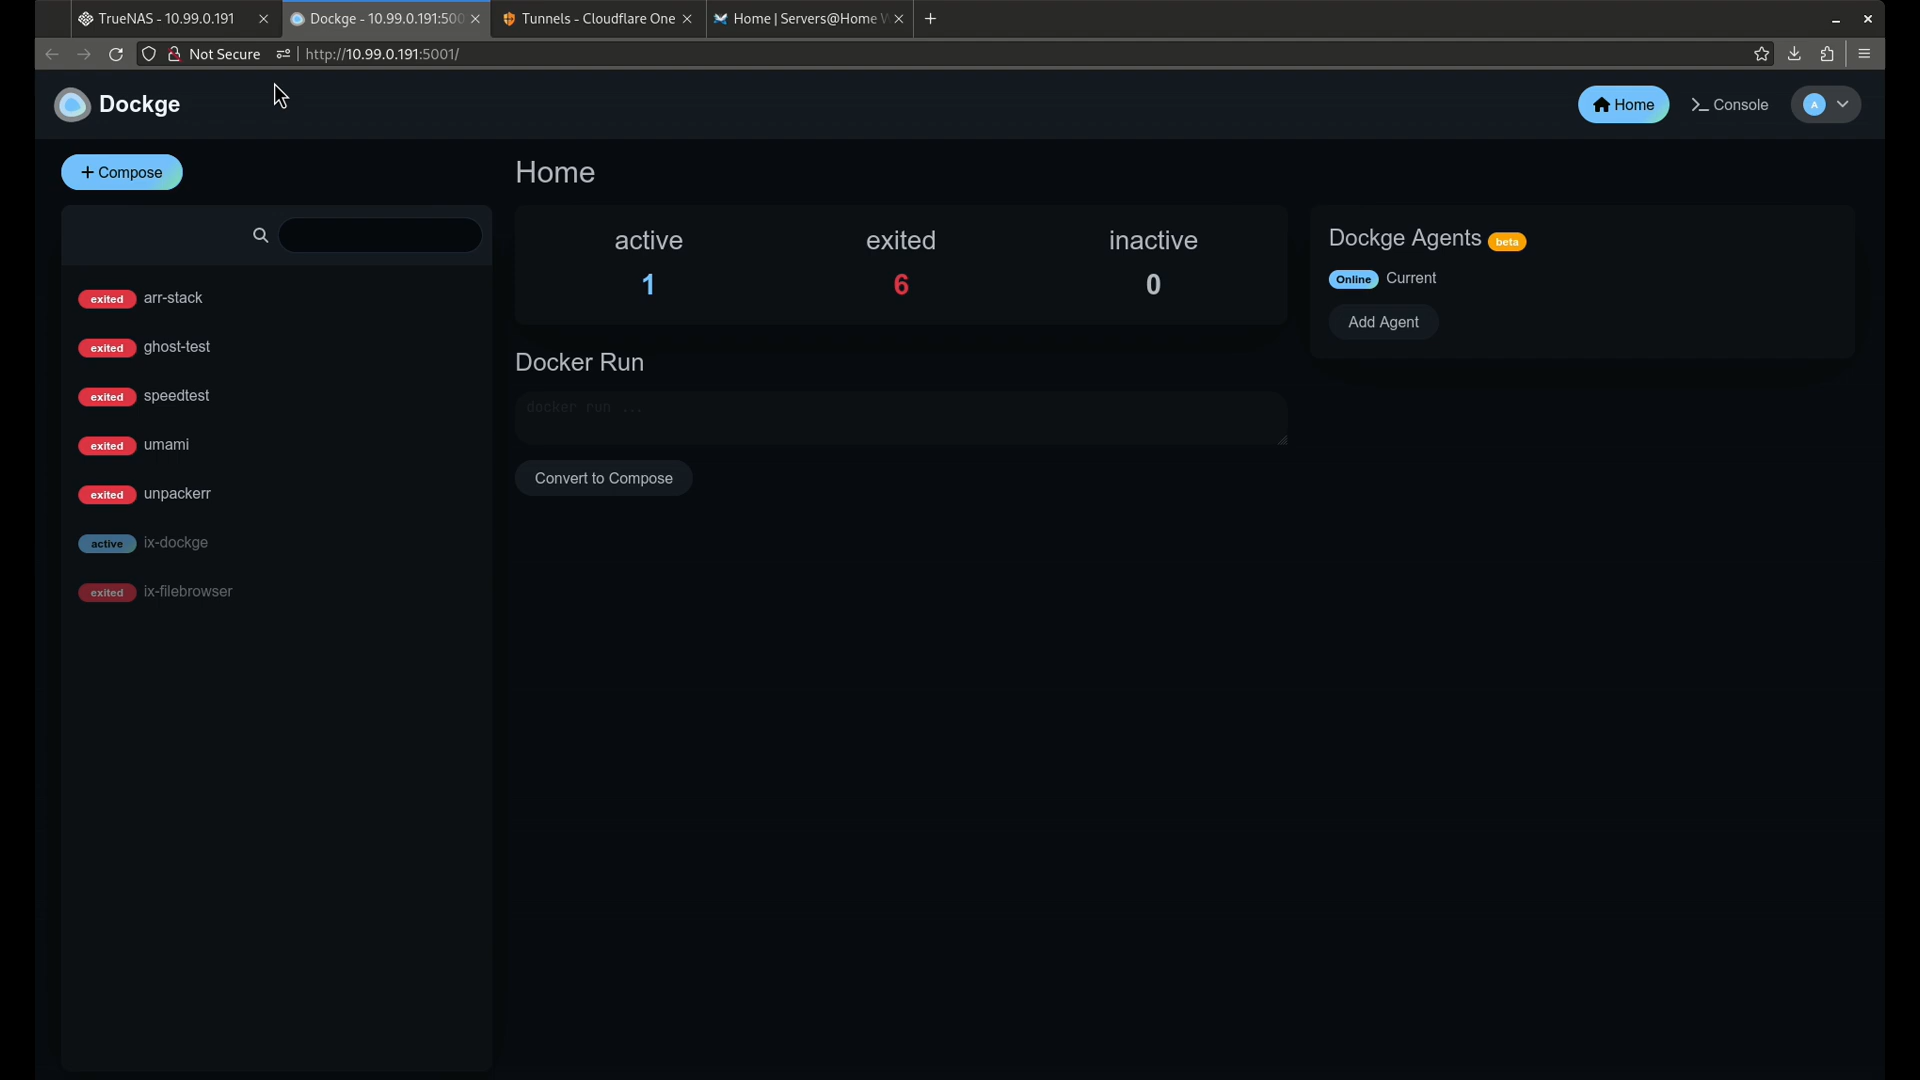 TrueNAS - 10.99.0.191
Dockge - 10.99.0.191:500
Tunnels - Cloudflare One
Home | Servers@Home W
Not Secure
http://10.99.0.191:5001/
Dockge
Home
Console
A
+ Compose
Home
active
exited
inactive
1
6
0
Dockge Agents beta
Online Current
Add Agent
exited arr-stack
exited ghost-test
exited speedtest
exited umami
exited unpackerr
active ix-dockge
exited ix-filebrowser
Docker Run
docker run ...
Convert to Compose